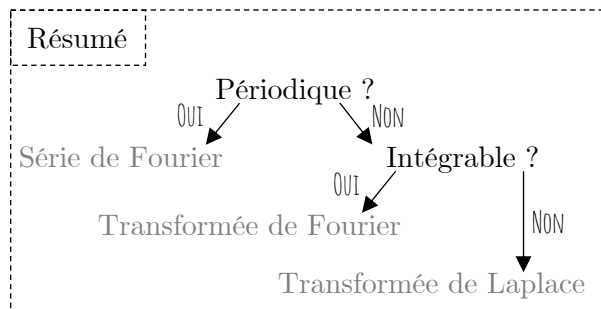 Résumé
Périodique ?
Oui
Non
Série de Fourier
Intégrable ?
Oui
Transformée de Fourier
Non
Transformée de Laplace